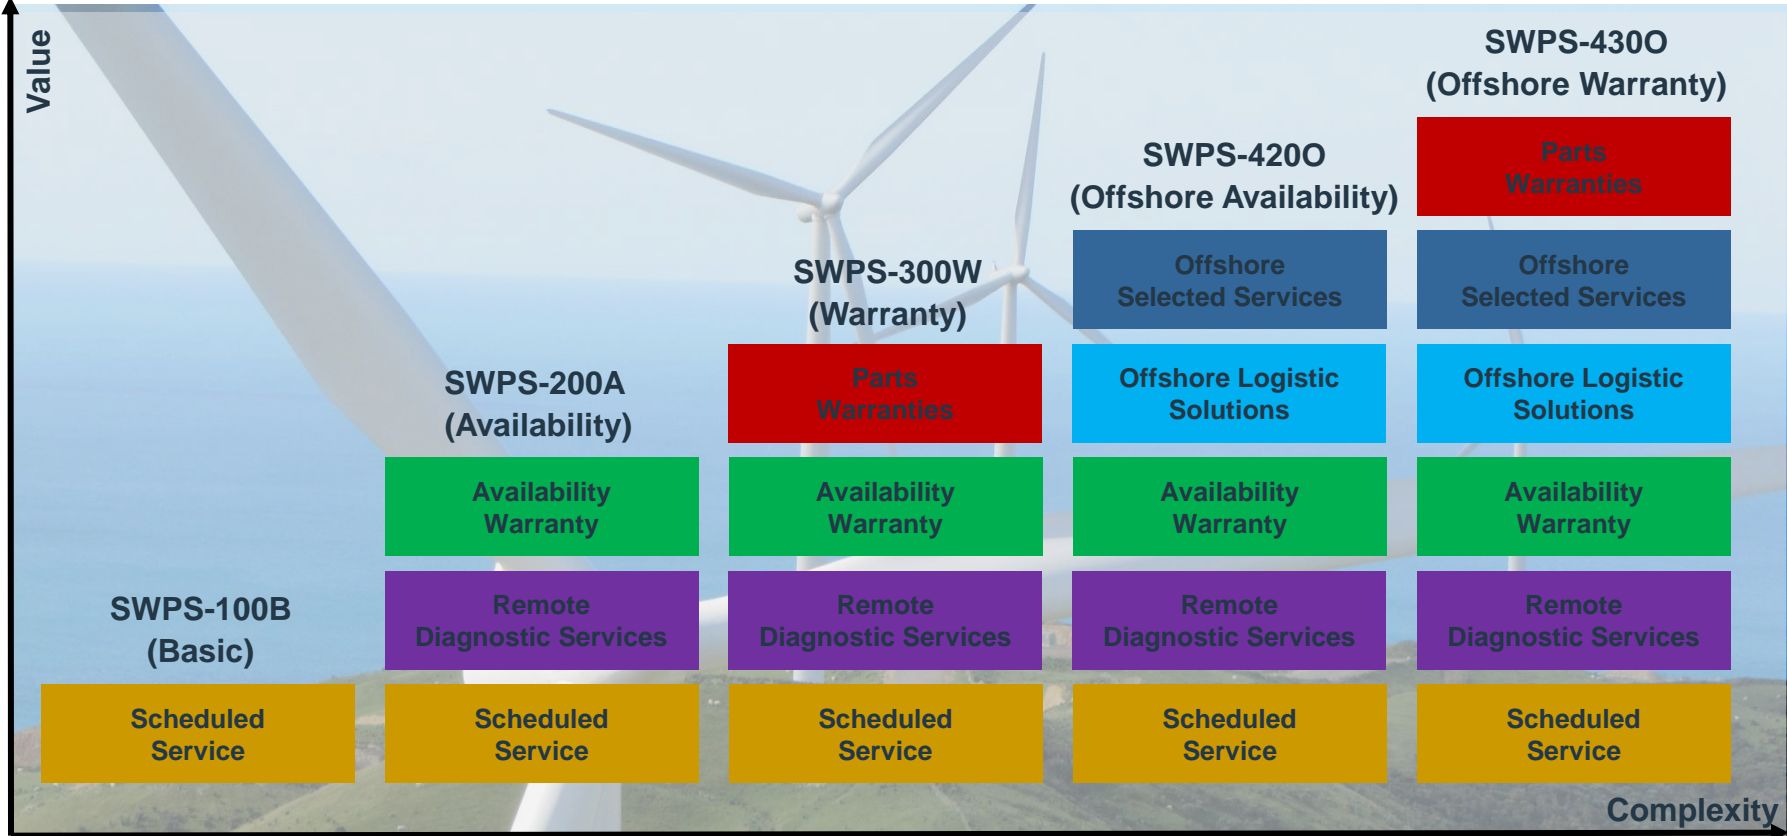 Value
SWPS-430O
(Offshore Warranty)
Parts
Warranties
SWPS-420O
(Offshore Availability)
Offshore
Selected Services
Offshore
Selected Services
SWPS-300W
(Warranty)
Parts
Warranties
Offshore Logistic
Solutions
Offshore Logistic
Solutions
SWPS-200A
(Availability)
Availability
Warranty
Availability
Warranty
Availability
Warranty
Availability
Warranty
SWPS-100B
(Basic)
Remote
Diagnostic Services
Remote
Diagnostic Services
Remote
Diagnostic Services
Remote
Diagnostic Services
Scheduled
Service
Scheduled
Service
Scheduled
Service
Scheduled
Service
Scheduled
Service
Complexity